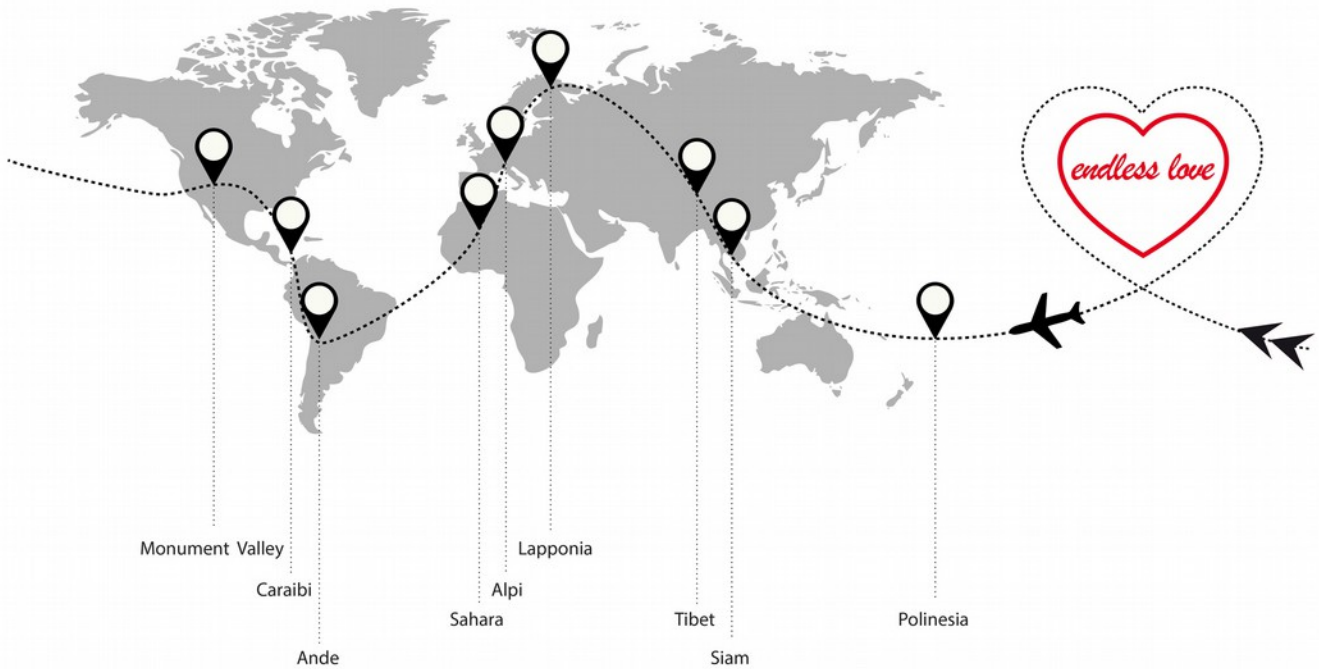 endless love
Monument Valley
Lapponia
Caraibi
Alpi
Sahara
Tibet
Polinesia
Ande
Siam